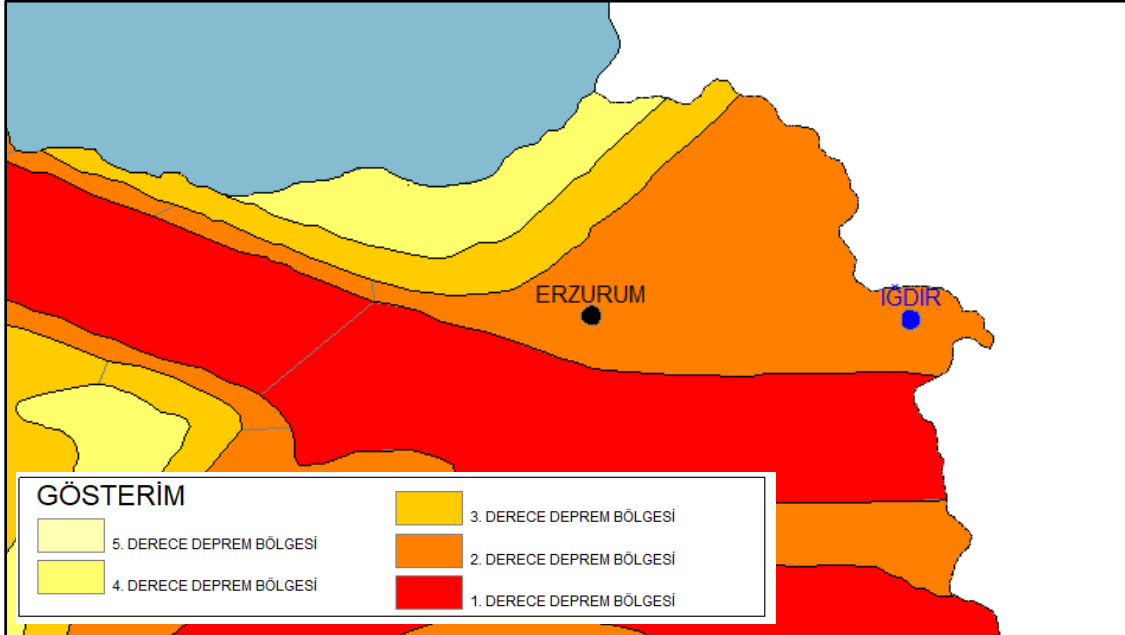 ERZURUM
IĞDIR
GÖSTERİM
5. DERECE DEPREM BÖLGESİ
4. DERECE DEPREM BÖLGESİ
3. DERECE DEPREM BÖLGESİ
2. DERECE DEPREM BÖLGESİ
1. DERECE DEPREM BÖLGESİ